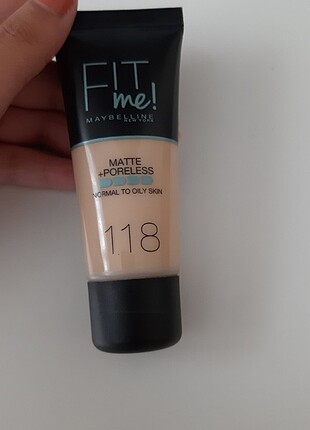 FIT
me!
MAYBELLINE
NEW YORK
MATTE
+PORELESS
NORMAL TO OILY SKIN
118